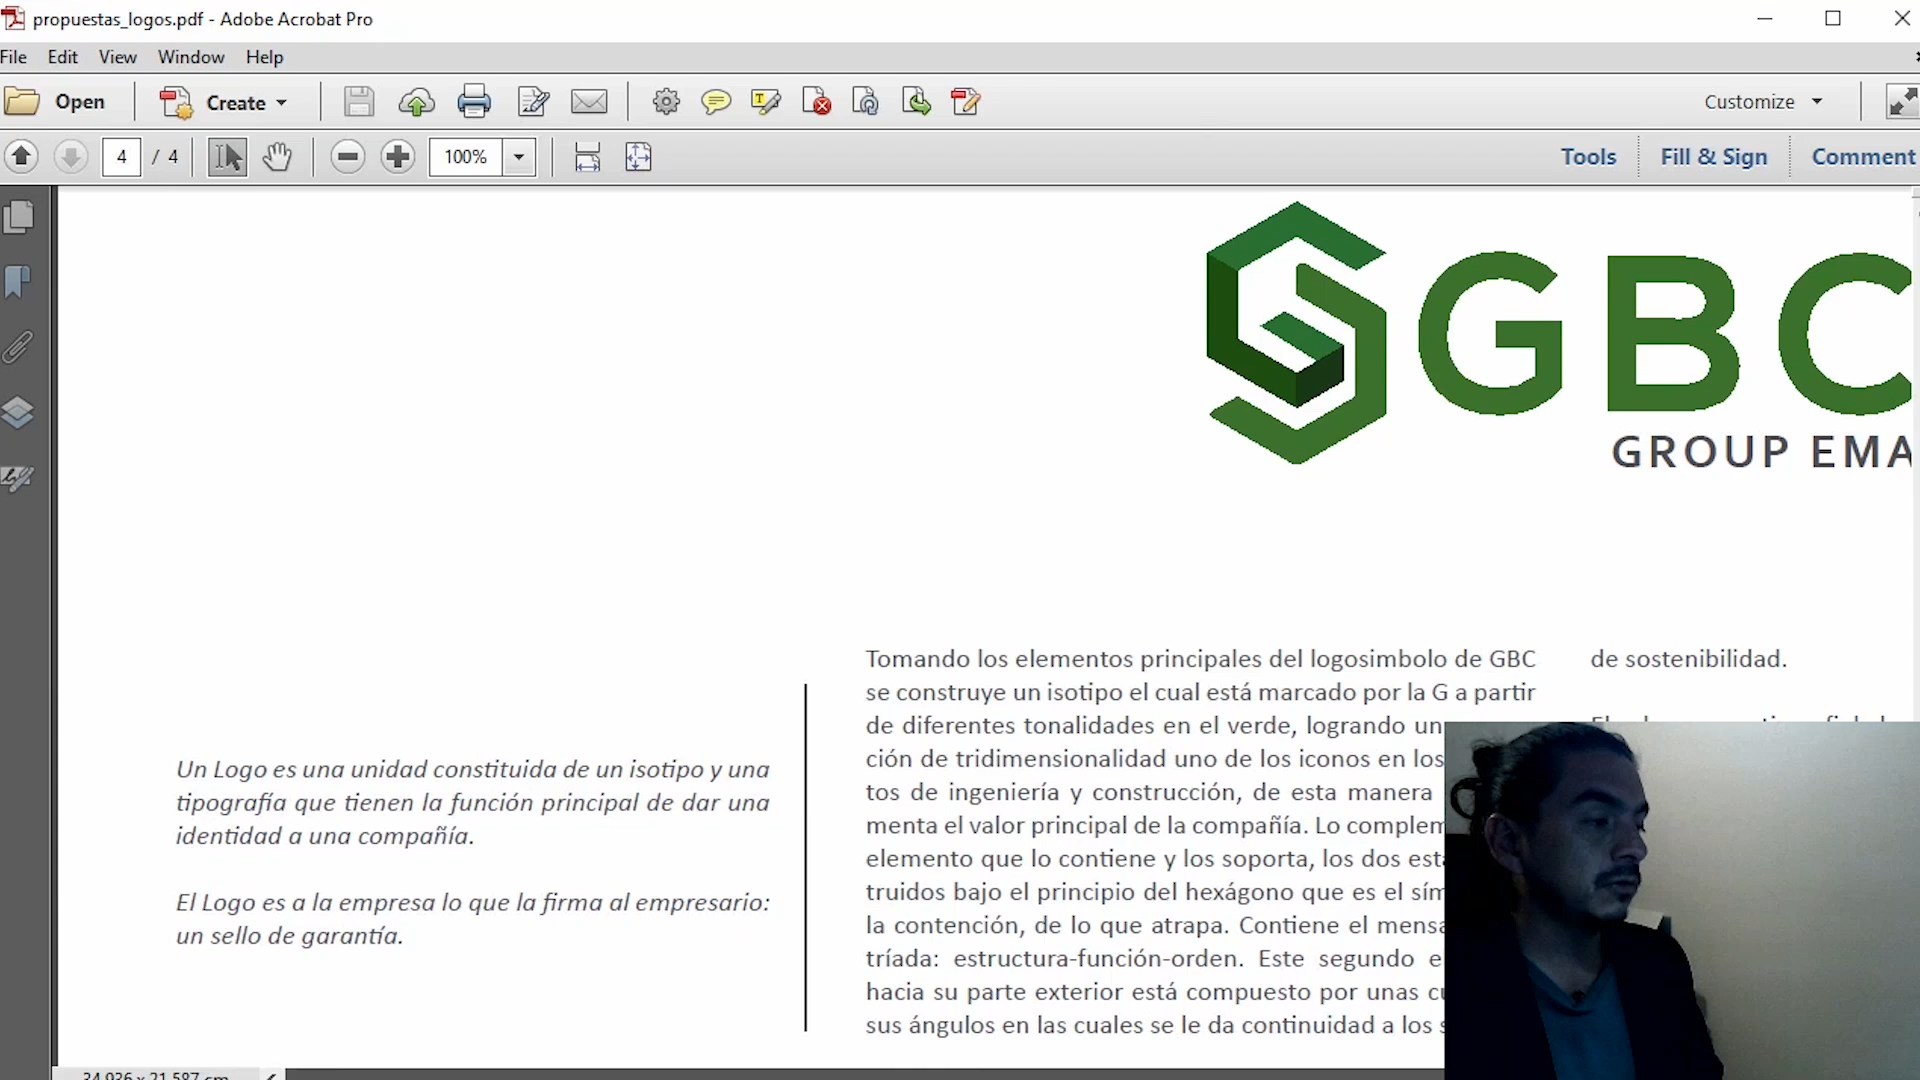 propuestas_logos.pdf - Adobe Acrobat Pro
File Edit View Window Help
Open Create Customize
4 / 4 100% Tools Fill & Sign Comment
GBC
GROUP
Un Logo es una unidad constituida de un isotipo y una
tipografía que tienen la función principal de dar una
identidad a una compañía.
El Logo es a la empresa lo que la firma al empresario:
un sello de garantía.
Tomando los elementos principales del logosimbolo de GBC
se construye un isotipo el cual está marcado por la G a partir
de diferentes tonalidades en el verde, logrando
ción de tridimensionalidad uno de los iconos en los
tos de ingeniería y construcción, de esta manera
menta el valor principal de la compañía. Lo
elemento que lo contiene y los soporta, los dos
truidos bajo el principio del hexágono que es el
la contención, de lo que atrapa. Contiene el
tríada: estructura-función-orden. Este segundo
hacia su parte exterior está compuesto por unas
sus ángulos en las cuales se le da continuidad a los
de sostenibilidad.
34,936 x 21,587 cm